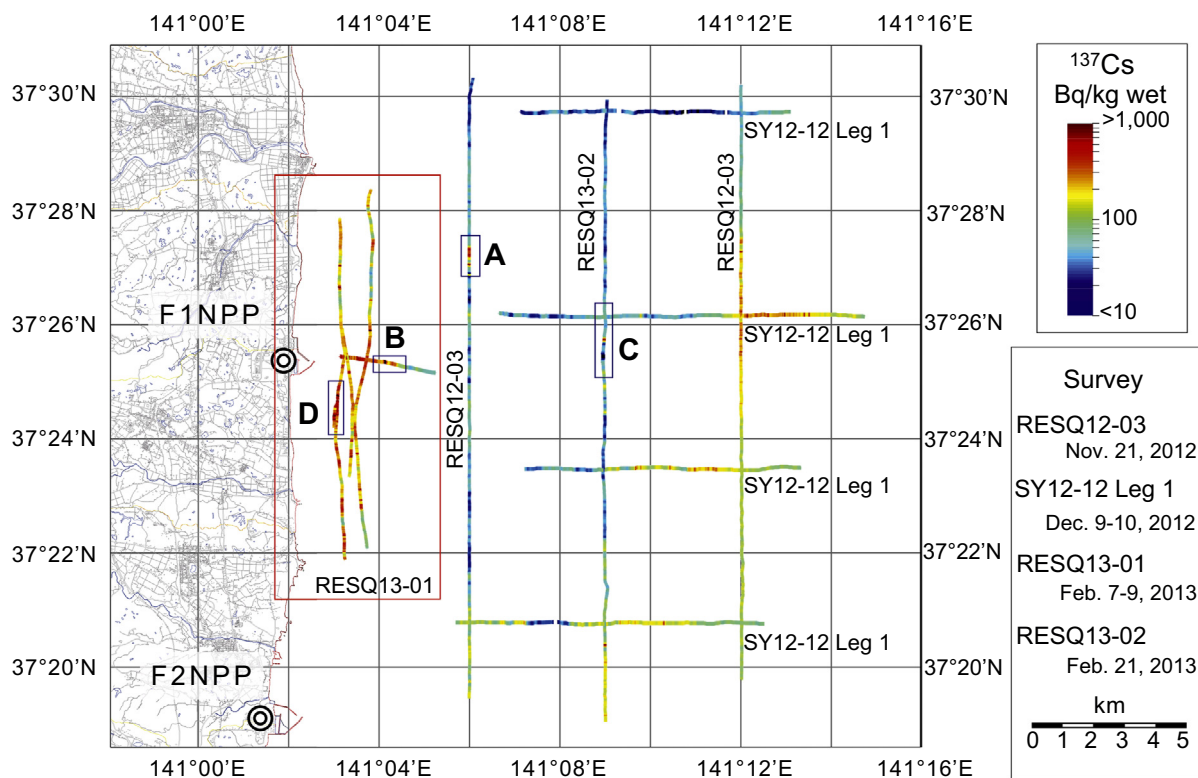 141°00'E 141°04'E 141°08'E 141°12'E 141°16'E
37°30'N
37°28'N
37°26'N
37°24'N
37°22'N
37°20'N
37°30'N
37°28'N
37°26'N
37°24'N
37°22'N
37°20'N
F1NPP
F2NPP
A
B
C
D
RESQ13-01
RESQ12-03
RESQ13-02
RESQ12-03
SY12-12 Leg 1
SY12-12 Leg 1
SY12-12 Leg 1
SY12-12 Leg 1
141°00'E 141°04'E 141°08'E 141°12'E 141°16'E
¹³⁷Cs
Bq/kg wet
>1,000
100
<10
Survey
RESQ12-03
Nov. 21, 2012
SY12-12 Leg 1
Dec. 9-10, 2012
RESQ13-01
Feb. 7-9, 2013
RESQ13-02
Feb. 21, 2013
km
0 1 2 3 4 5